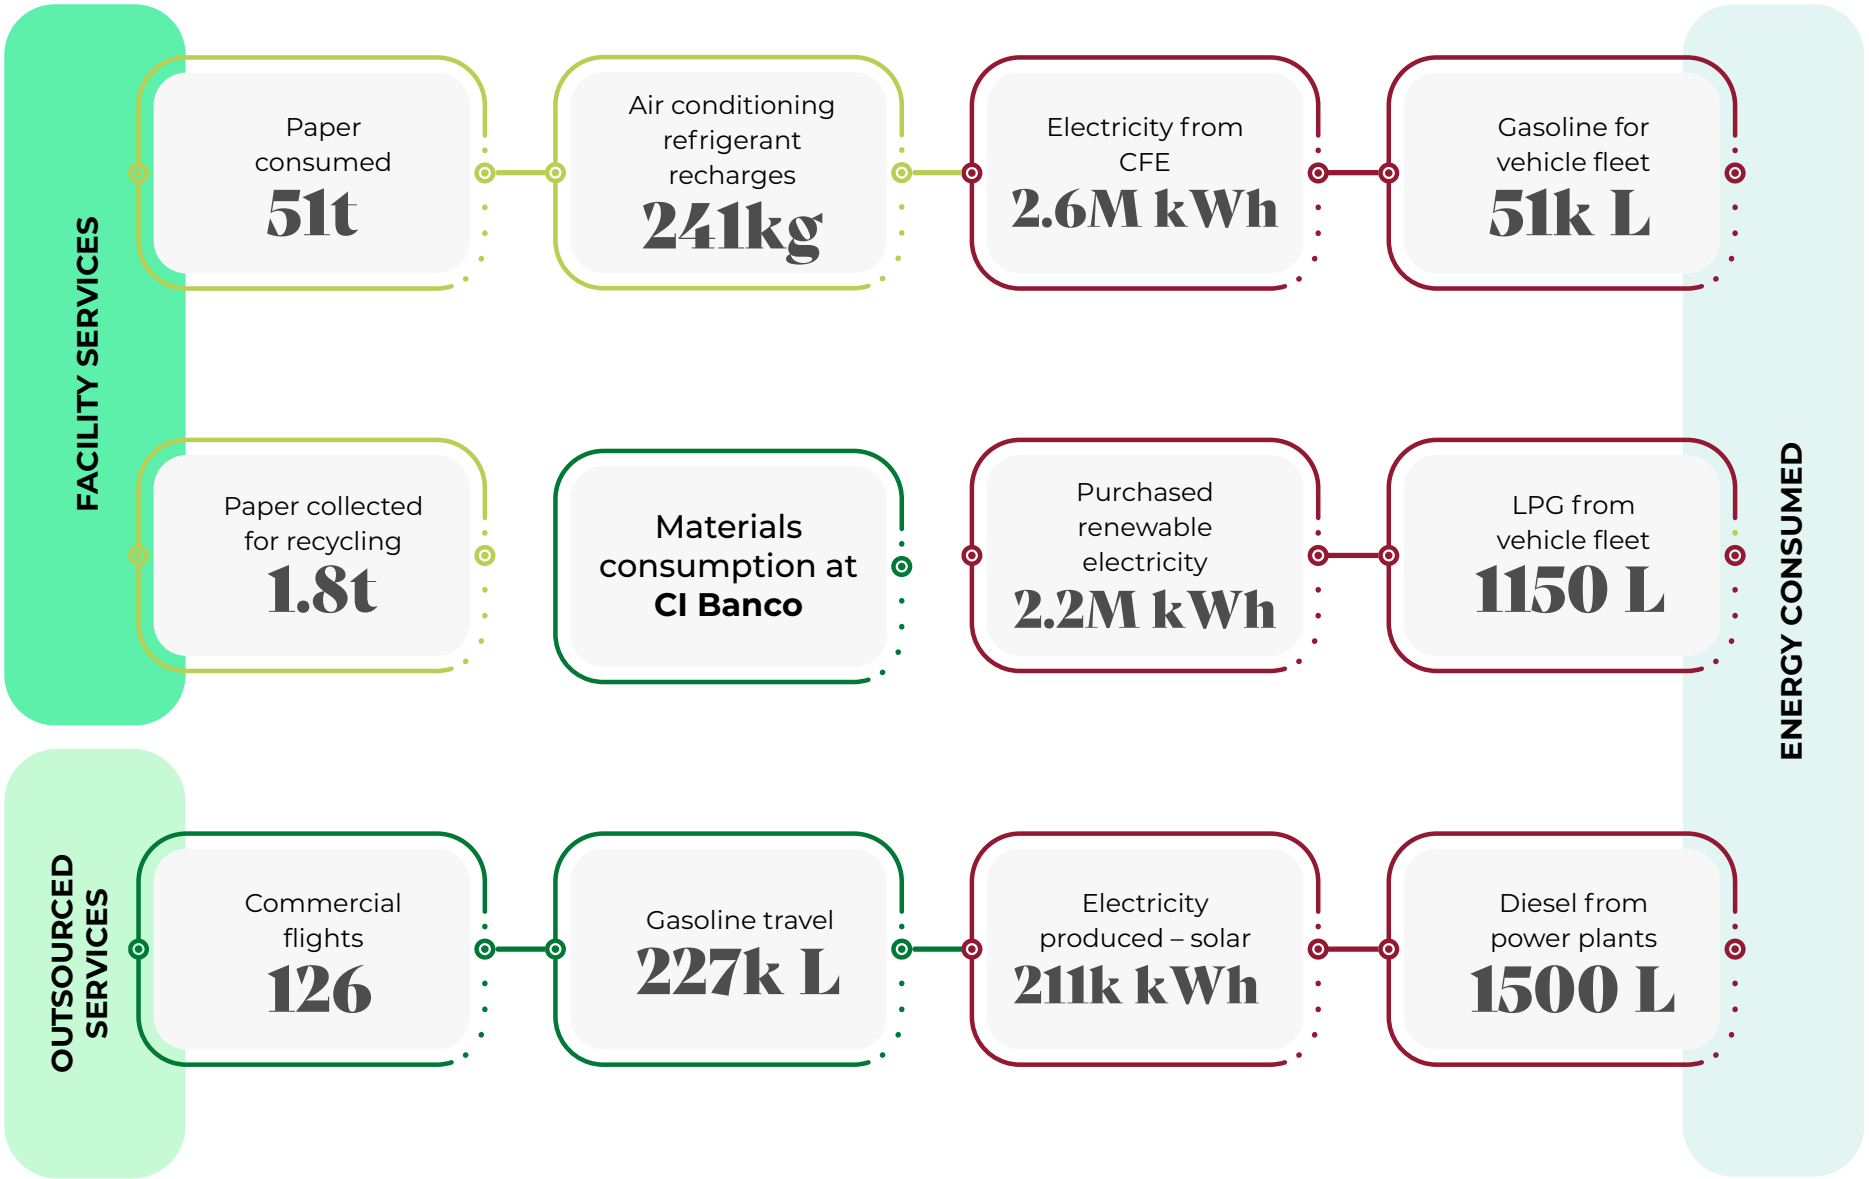 FACILITY SERVICES
Paper
consumed
51t
Air conditioning
refrigerant
recharges
241kg
Electricity from
CFE
2.6M kWh
Gasoline for
vehicle fleet
51k L
Paper collected
for recycling
1.8t
Materials
consumption at
CI Banco
Purchased
renewable
electricity
2.2M kWh
LPG from
vehicle fleet
1150 L
ENERGY CONSUMED
OUTSOURCED
SERVICES
Commercial
flights
126
Gasoline travel
227k L
Electricity
produced – solar
211k kWh
Diesel from
power plants
1500 L